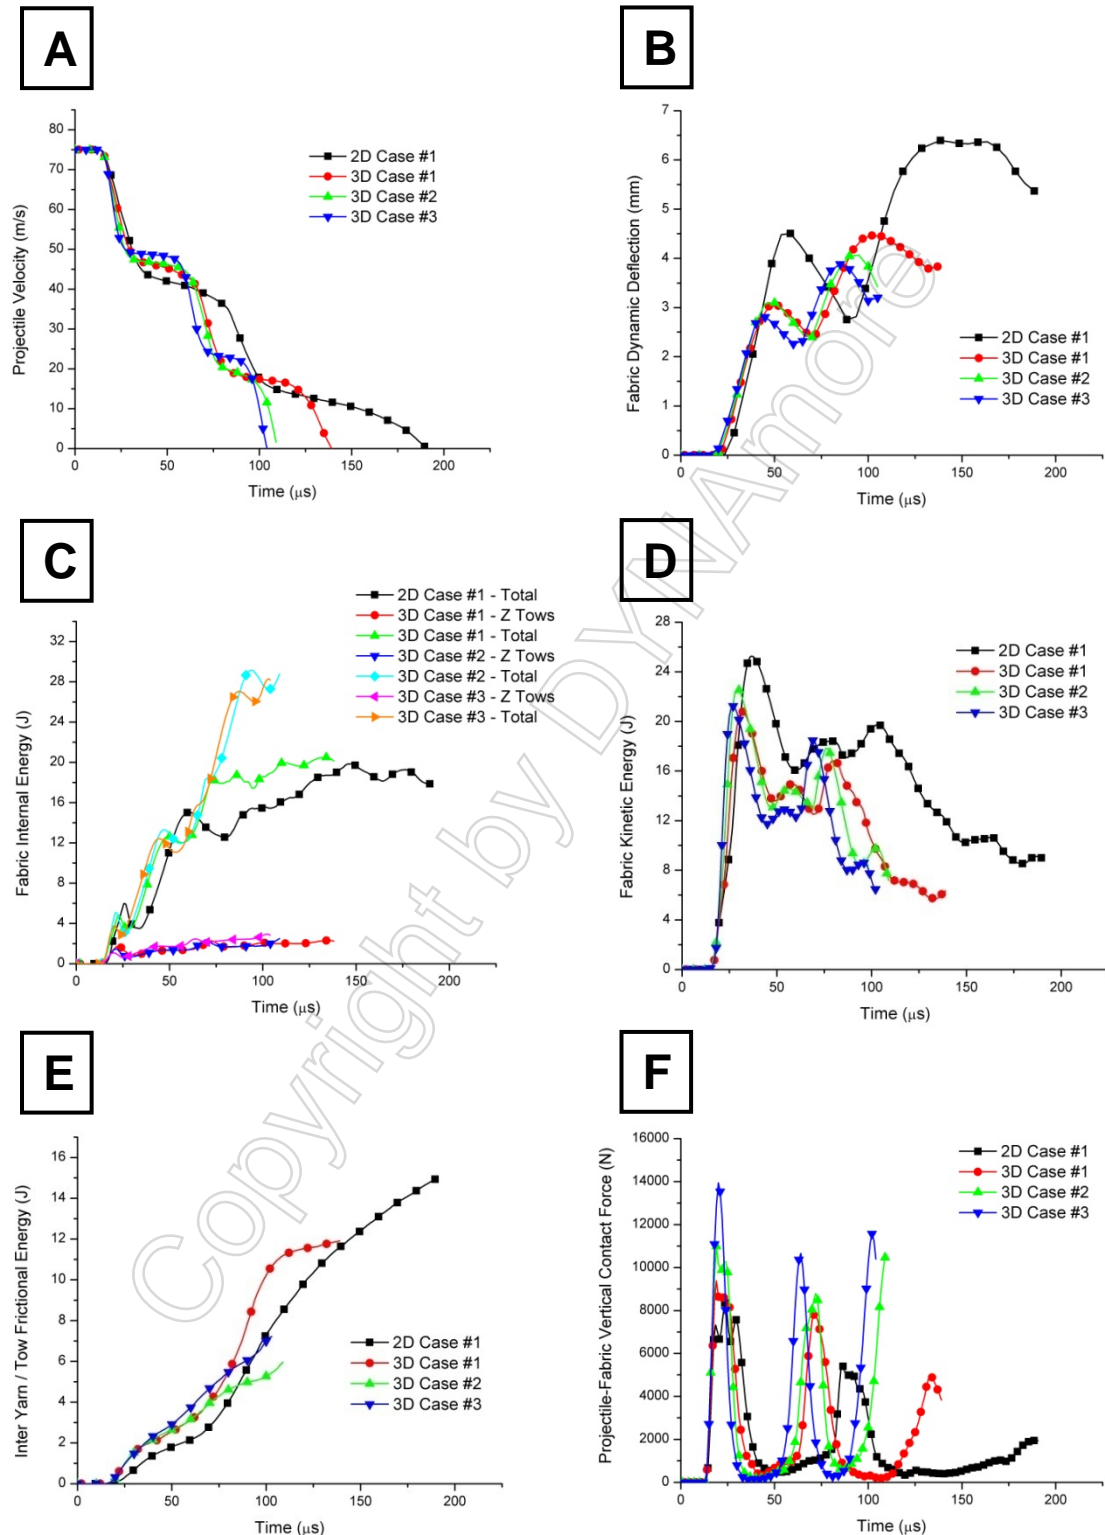 A
Projectile Velocity (m/s)
80
70
60
50
40
30
20
10
0
0 50 100 150 200
Time (μs)
2D Case #1
3D Case #1
3D Case #2
3D Case #3
B
Fabric Dynamic Deflection (mm)
7
6
5
4
3
2
1
0
0 50 100 150 200
Time (μs)
2D Case #1
3D Case #1
3D Case #2
3D Case #3
C
Fabric Internal Energy (J)
32
28
24
20
16
12
8
4
0
0 50 100 150 200
Time (μs)
2D Case #1 - Total
3D Case #1 - Z Tows
3D Case #1 - Total
3D Case #2 - Z Tows
3D Case #2 - Total
3D Case #3 - Z Tows
3D Case #3 - Total
D
Fabric Kinetic Energy (J)
28
24
20
16
12
8
4
0
0 50 100 150 200
Time (μs)
2D Case #1
3D Case #1
3D Case #2
3D Case #3
E
Inter Yarn / Tow Frictional Energy (J)
16
14
12
10
8
6
4
2
0
0 50 100 150 200
Time (μs)
2D Case #1
3D Case #1
3D Case #2
3D Case #3
F
Projectile-Fabric Vertical Contact Force (N)
16000
14000
12000
10000
8000
6000
4000
2000
0
0 50 100 150 200
Time (μs)
2D Case #1
3D Case #1
3D Case #2
3D Case #3
Copyright by DYNAmore